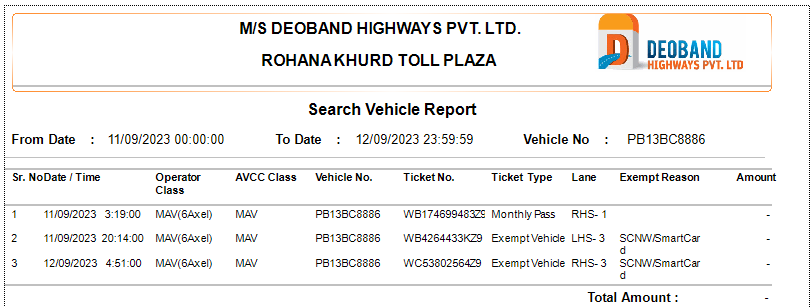 M/S DEOBAND HIGHWAYS PVT. LTD.
ROHANAKHURD TOLL PLAZA
DEOBAND
HIGHWAYS PVT. LTD
Search Vehicle Report
From Date : 11/09/2023 00:00:00 To Date : 12/09/2023 23:59:59 Vehicle No : PB13BC8886
Sr. No Date / Time Operator Class AVCC Class Vehicle No. Ticket No. Ticket Type Lane Exempt Reason Amount
1 11/09/2023 3:19:00 MAV(6Axel) MAV PB13BC8886 WB174699483Z9 Monthly Pass RHS- 1 -
2 11/09/2023 20:14:00 MAV(6Axel) MAV PB13BC8886 WB4264433KZ9 Exempt Vehicle LHS- 3 SCNW/SmartCar
d -
3 12/09/2023 4:51:00 MAV(6Axel) MAV PB13BC8886 WC53802564Z9 Exempt Vehicle RHS- 3 SCNW/SmartCar
d -
Total Amount : -